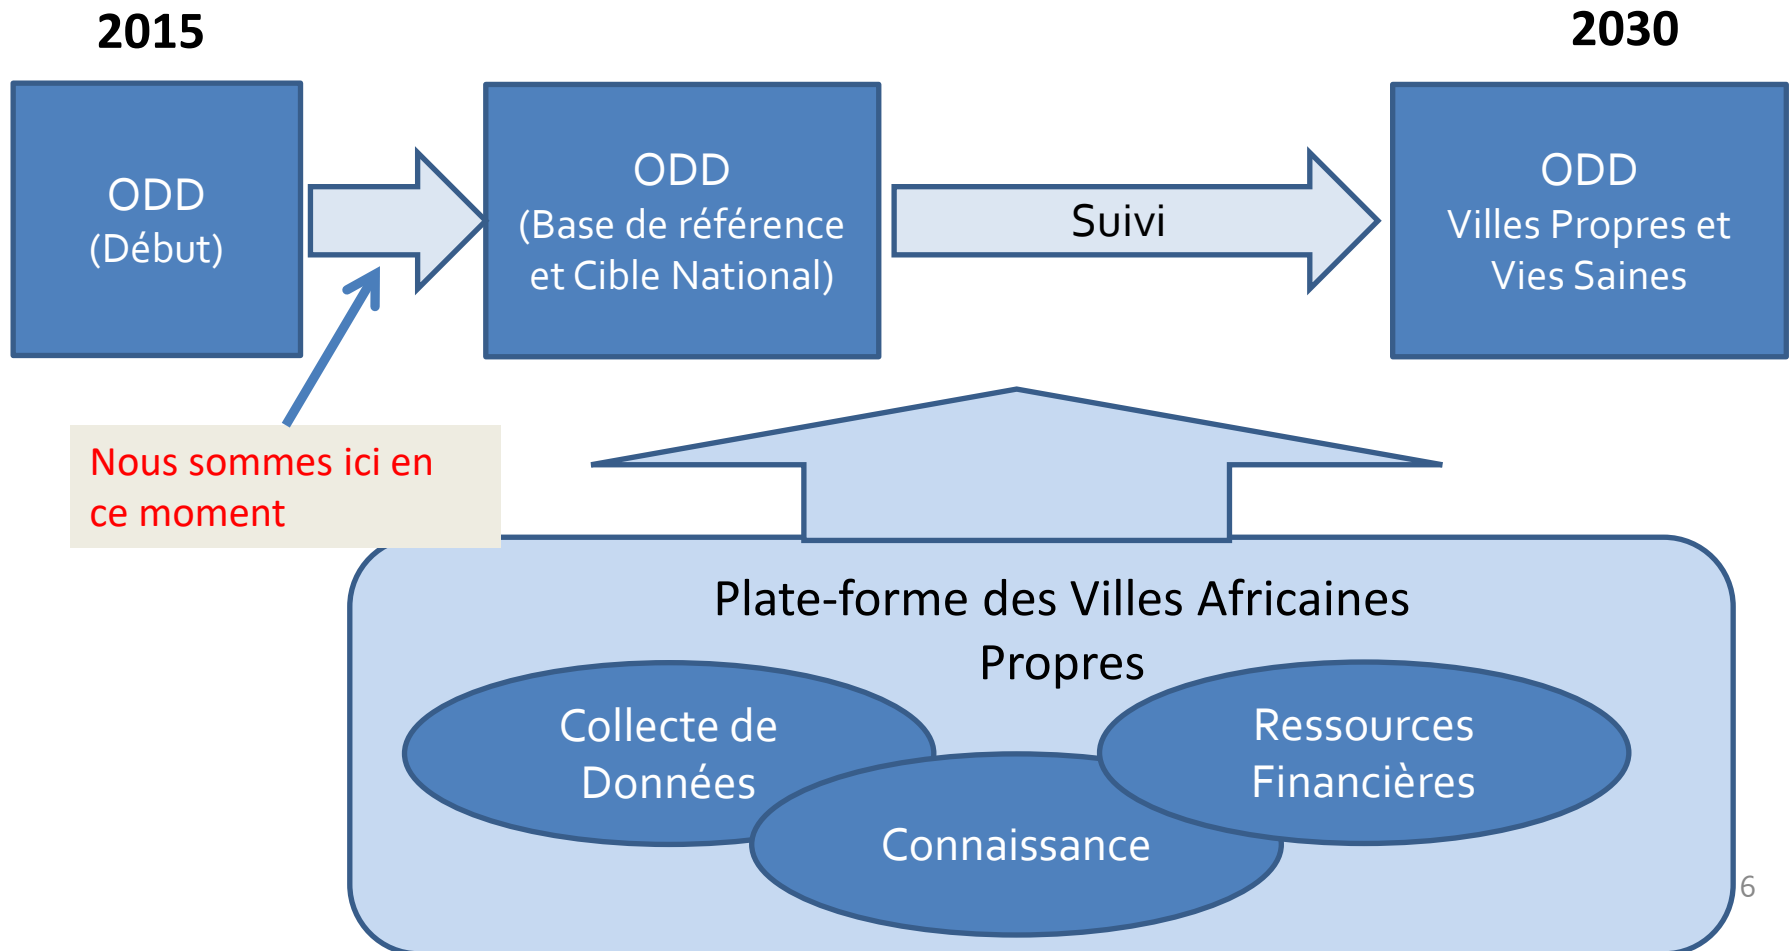 2015
2030
ODD
(Début)
ODD
(Base de référence
et Cible National)
Suivi
ODD
Villes Propres et
Vies Saines
Nous sommes ici en
ce moment
Plate-forme des Villes Africaines
Propres
Collecte de
Données
Connaissance
Ressources
Financières
6